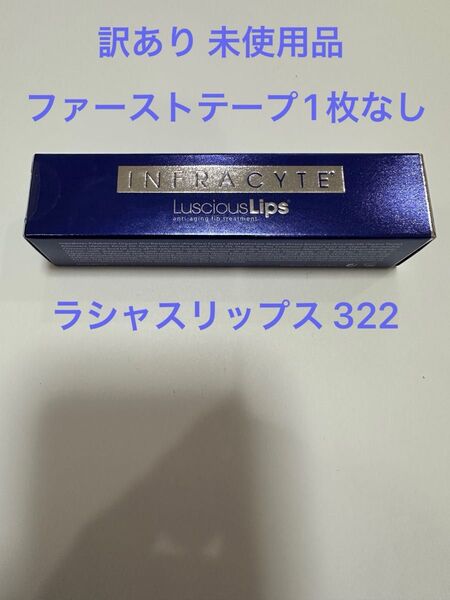 訳あり 未使用品
ファーストテープ1枚なし
INFRACYTE
LusciousLips
anti-aging lip treatment
ラシャスリップス 322